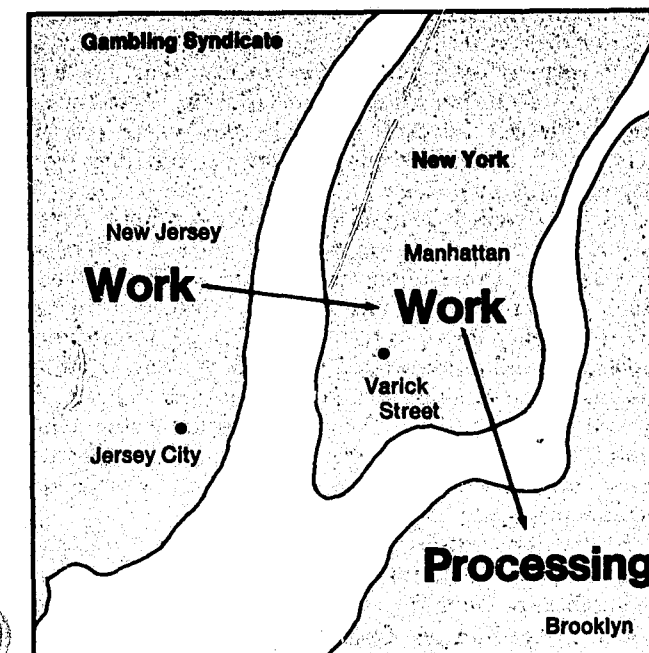 Gambling Syndicate
New York
New Jersey
Manhattan
Work
Work
Varick
Street
Jersey City
Processing
Brooklyn